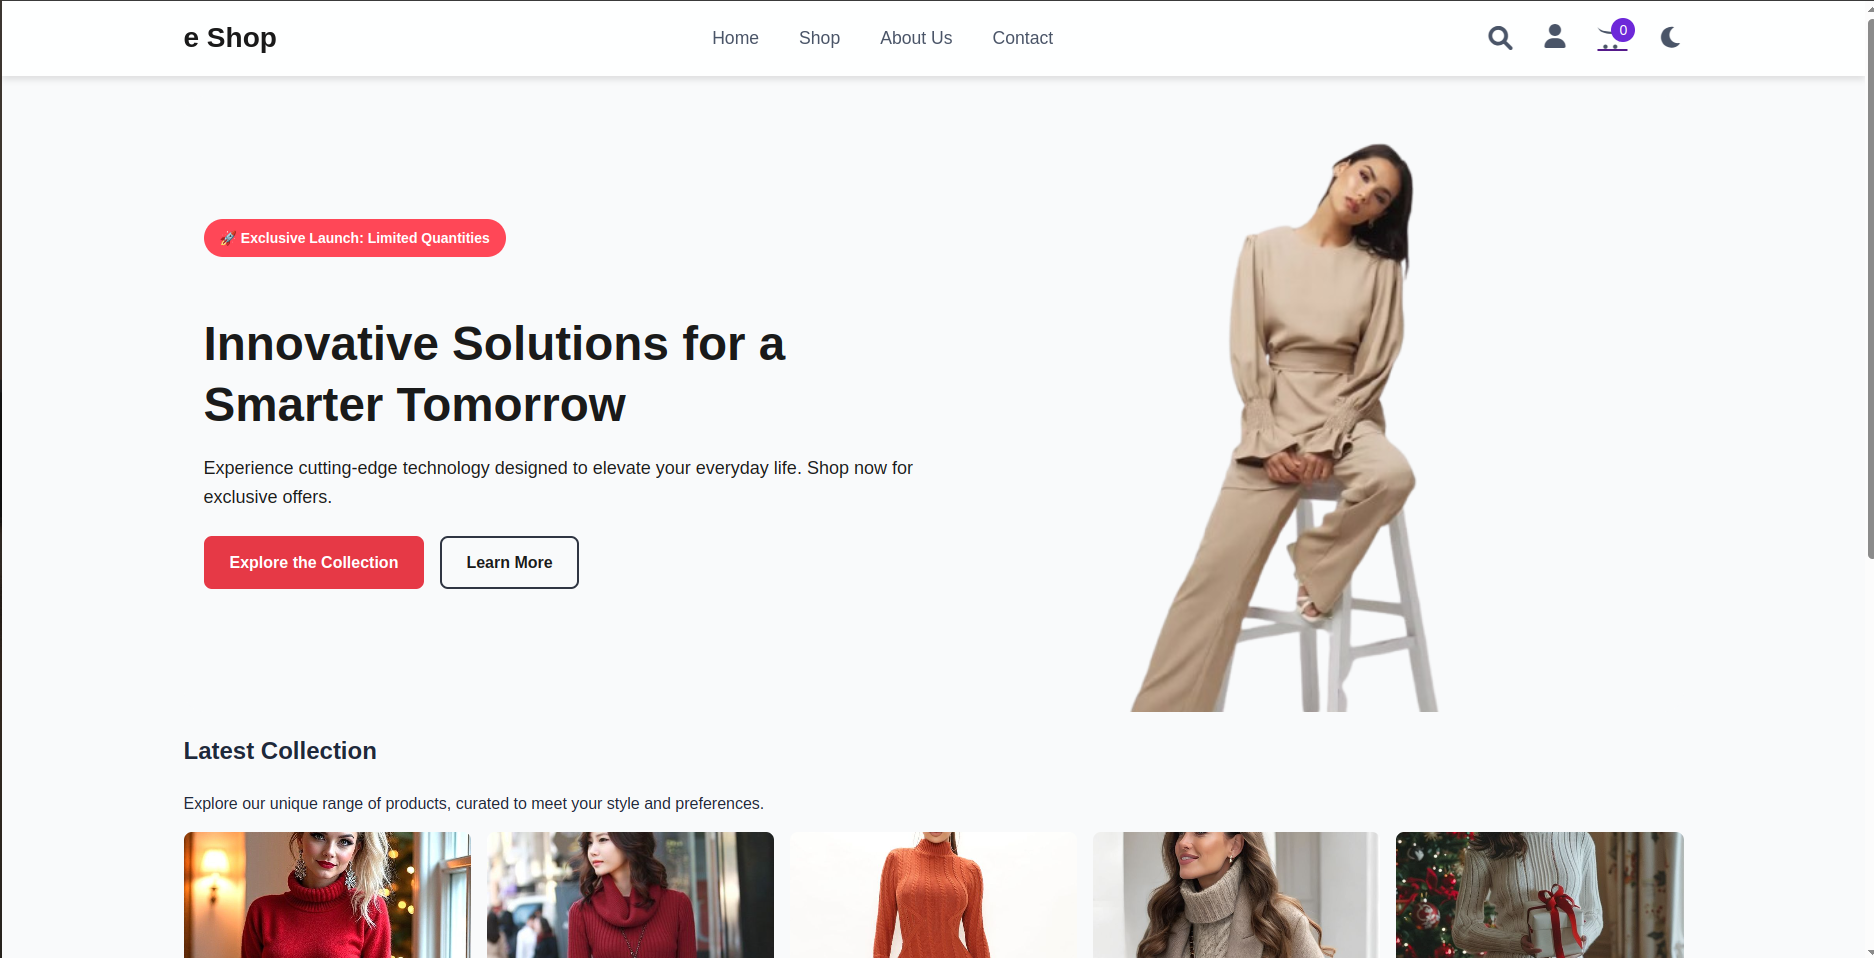 e Shop
Home
Shop
About Us
Contact
0
🚀 Exclusive Launch: Limited Quantities
Innovative Solutions for a
Smarter Tomorrow
Experience cutting-edge technology designed to elevate your everyday life. Shop now for
exclusive offers.
Explore the Collection
Learn More
Latest Collection
Explore our unique range of products, curated to meet your style and preferences.